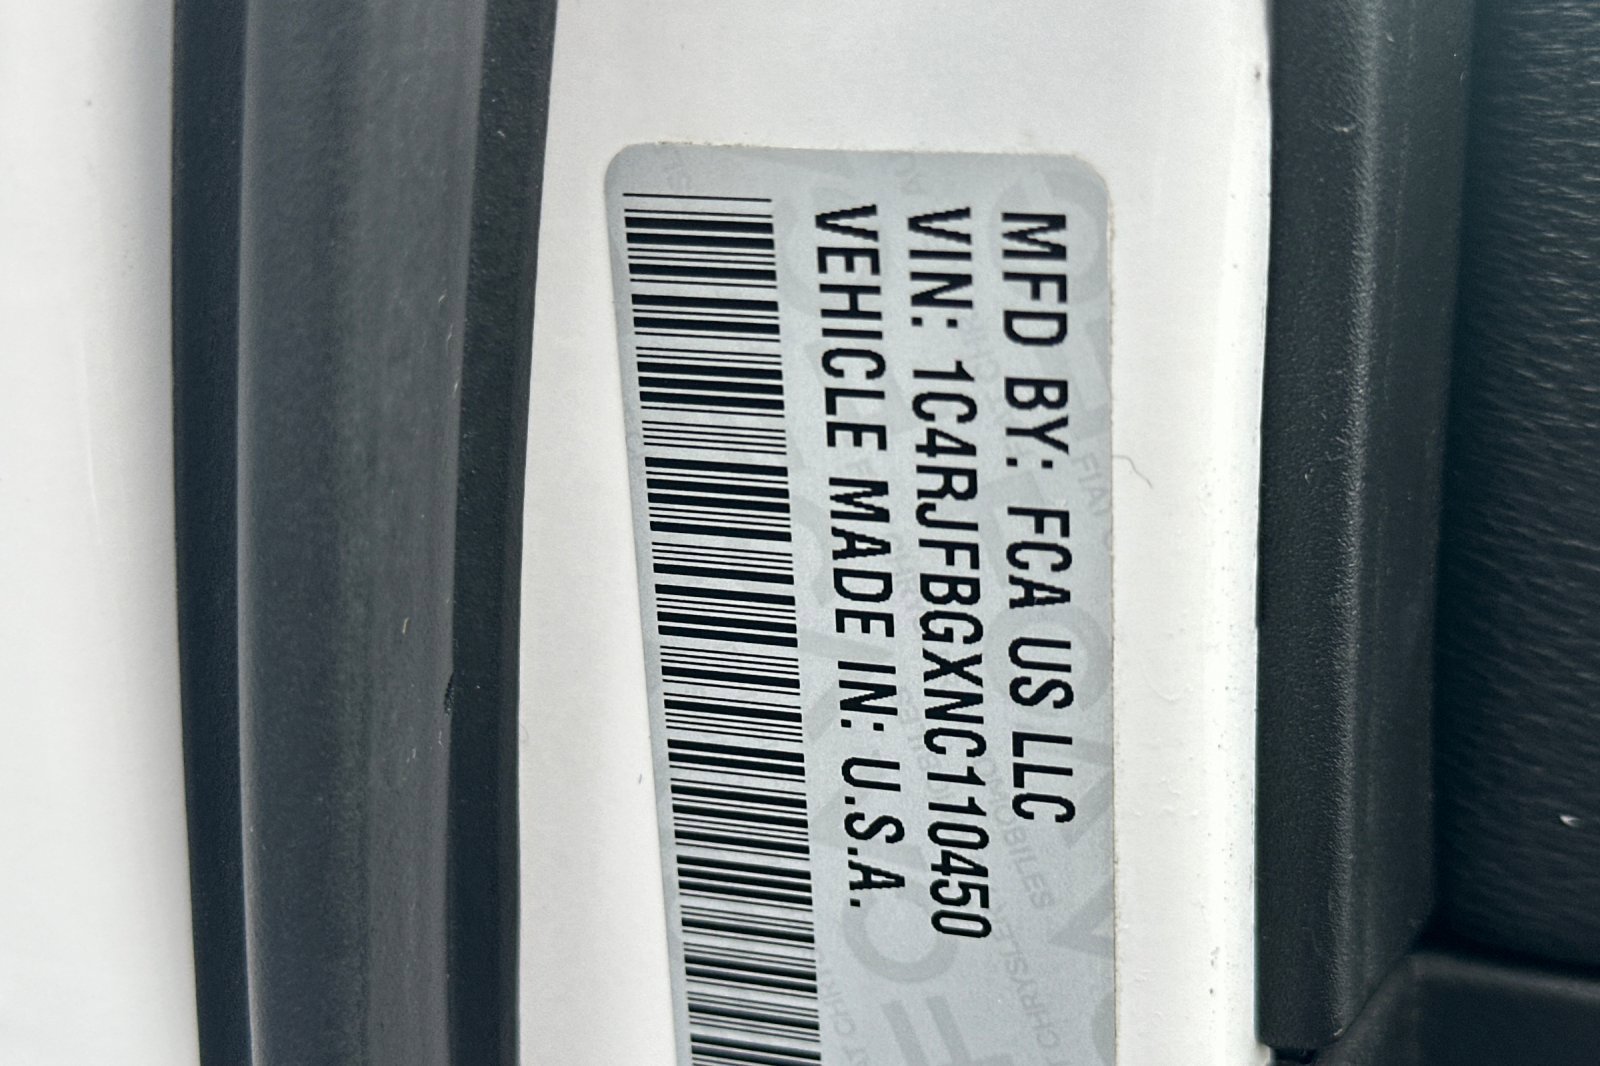 MFD BY: FCA US LLC
VIN: 1C4RJFBGXNC110450
VEHICLE MADE IN: U.S.A.